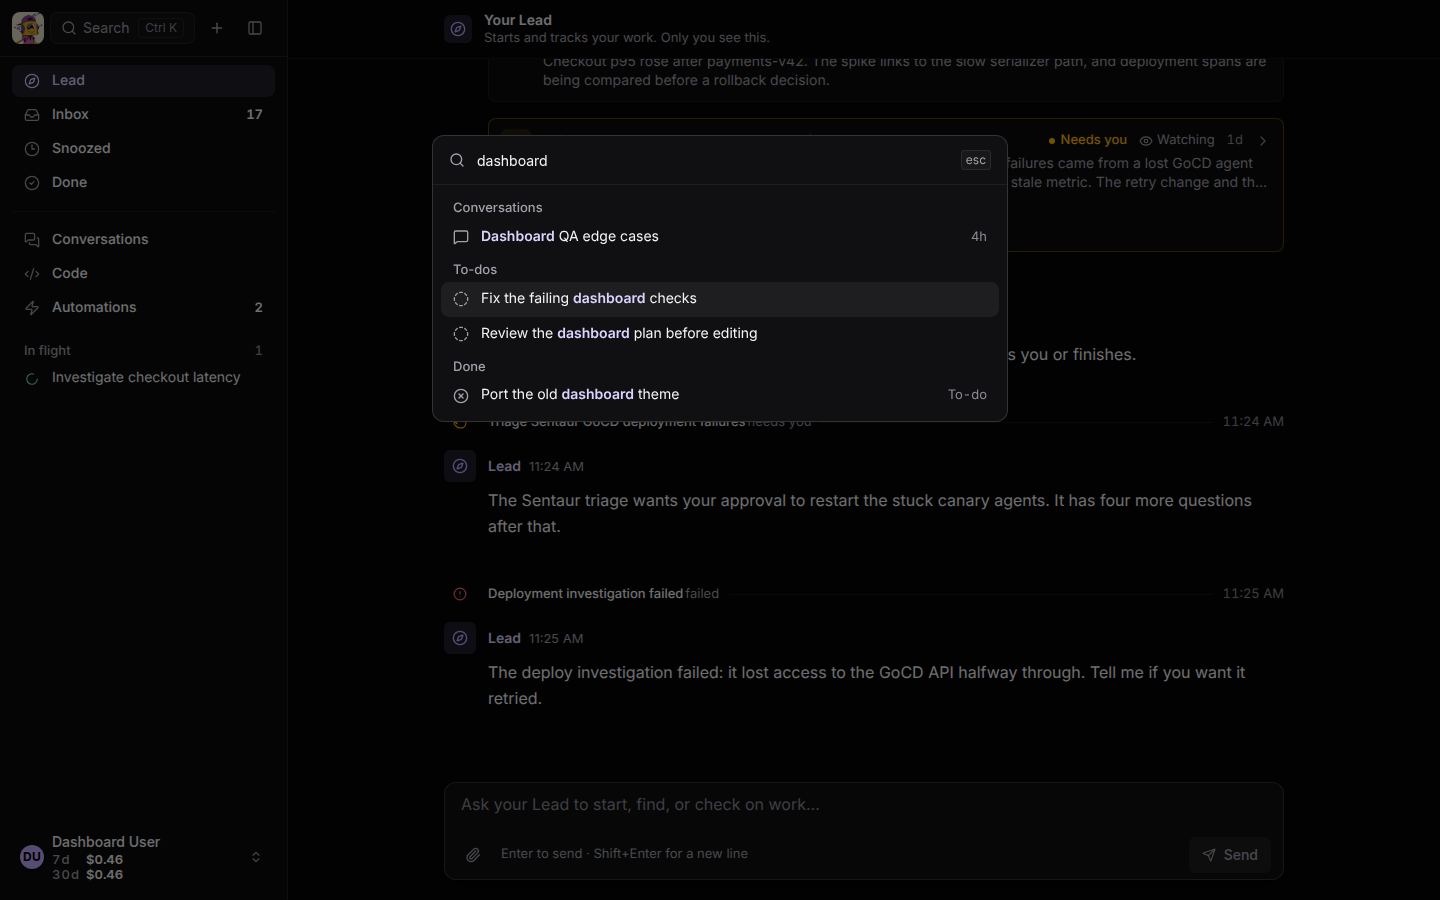 Search Ctrl K
Lead
Inbox 17
Snoozed
Done
Conversations
Code
Automations 2
In flight 1
Investigate checkout latency
Dashboard User
DU
7d $0.46
30d $0.46
Your Lead
Starts and tracks your work. Only you see this.
Checkout p95 rose after payments-v42. The spike links to the slow serializer path, and deployment spans are
being compared before a rollback decision.
Needs you Watching 1d
failures came from a lost GoCD agent
stale metric. The retry change and th...
dashboard esc
Conversations
Dashboard QA edge cases 4h
To-dos
Fix the failing dashboard checks
Review the dashboard plan before editing
Done
Port the old dashboard theme To-do
s you or finishes.
Triage Sentaur GoCD deployment failures needs you 11:24 AM
Lead 11:24 AM
The Sentaur triage wants your approval to restart the stuck canary agents. It has four more questions
after that.
Deployment investigation failed failed 11:25 AM
Lead 11:25 AM
The deploy investigation failed: it lost access to the GoCD API halfway through. Tell me if you want it
retried.
Ask your Lead to start, find, or check on work...
Enter to send · Shift+Enter for a new line Send